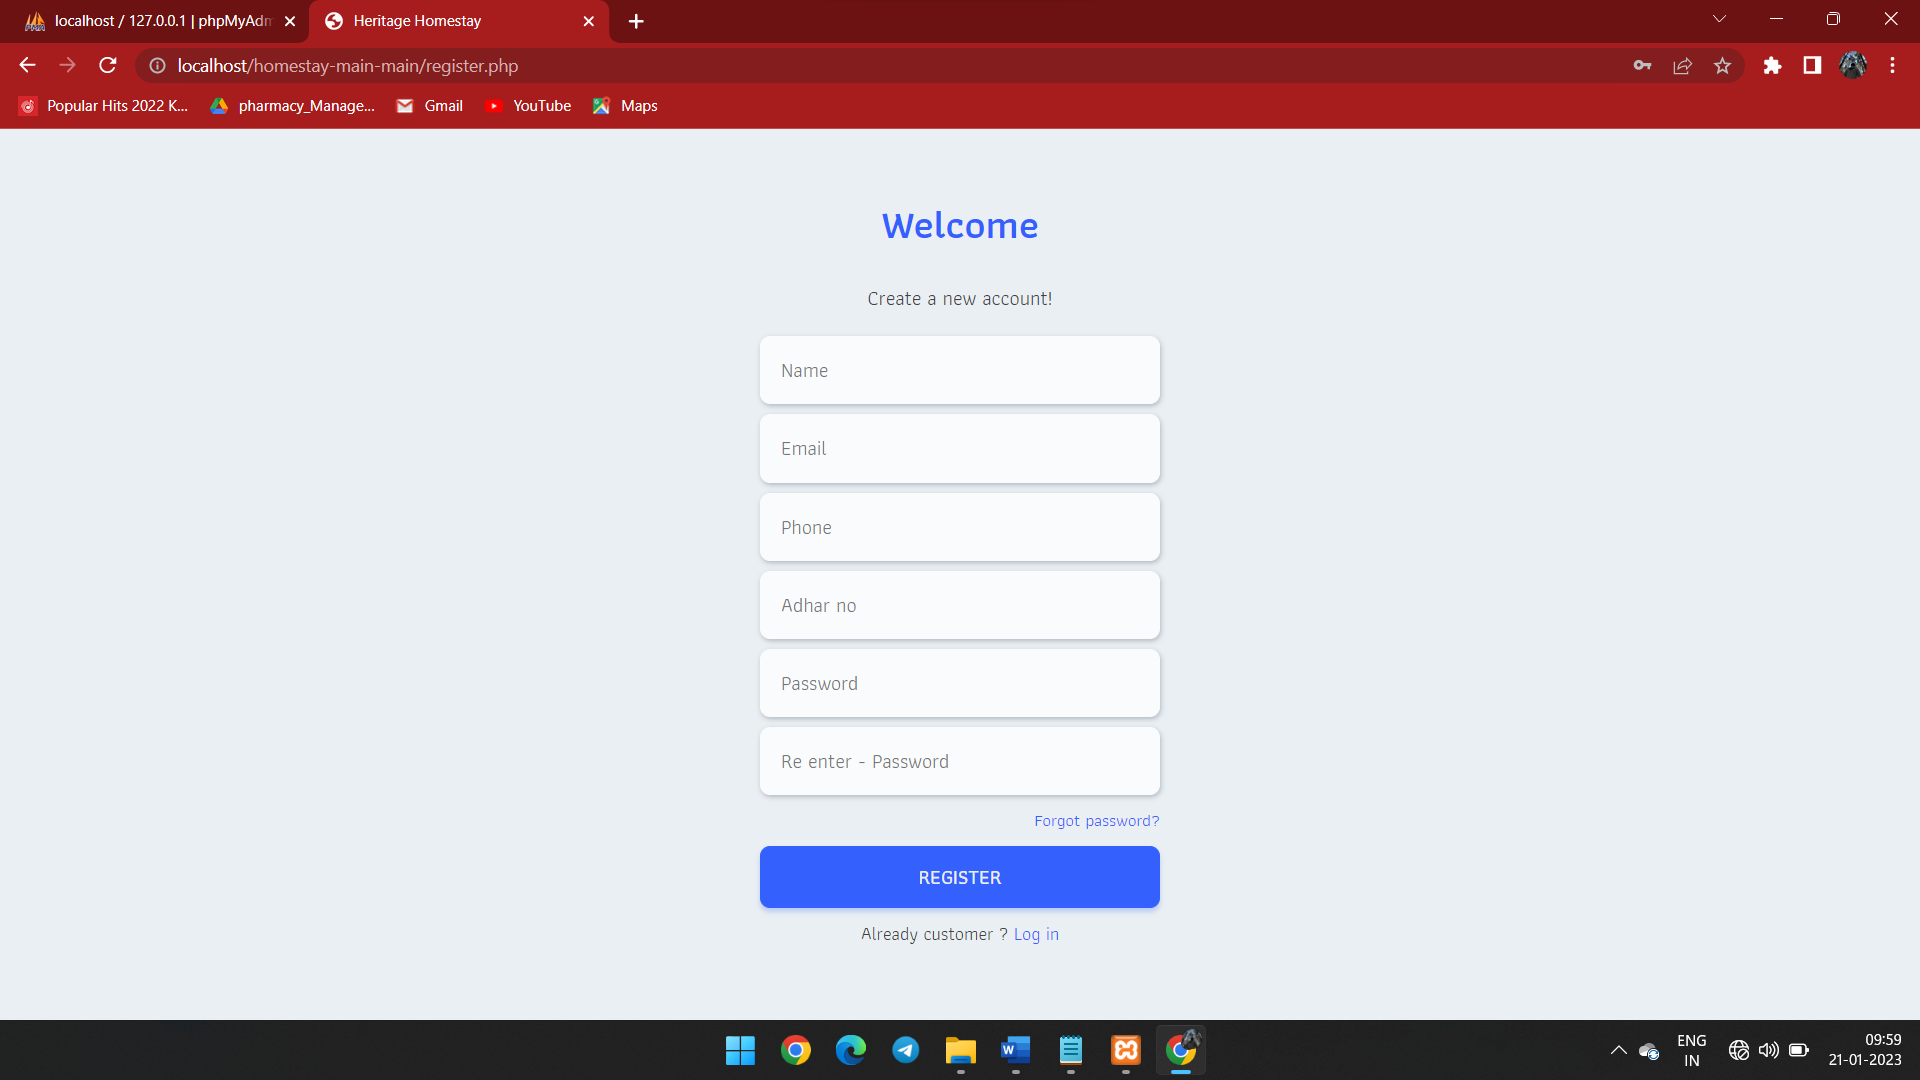 localhost / 127.0.0.1 | phpMyAdm
Heritage Homestay
localhost/homestay-main-main/register.php
Popular Hits 2022 K...
pharmacy_Manage...
Gmail
YouTube
Maps
Welcome
Create a new account!
Name
Email
Phone
Adhar no
Password
Re enter - Password
Forgot password?
REGISTER
Already customer ? Log in
ENG
IN
09:59
21-01-2023